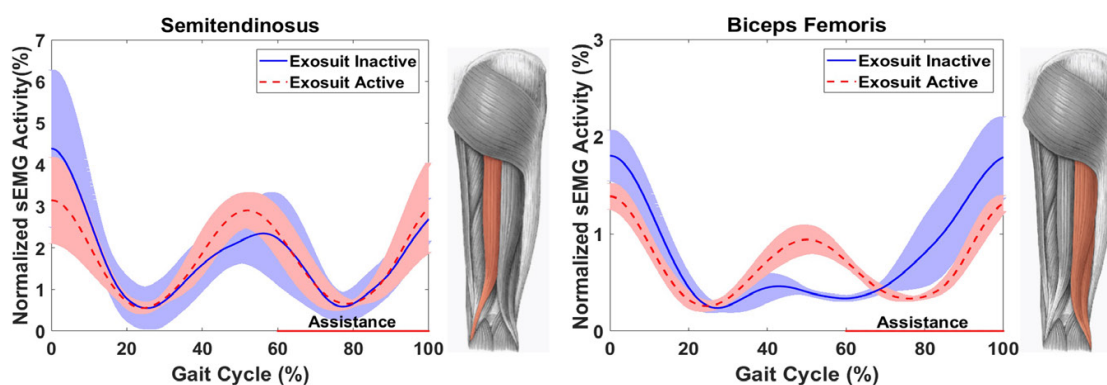 Semitendinosus
Normalized sEMG Activity(%)
7
6
5
4
3
2
1
0
Exosuit Inactive
Exosuit Active
Assistance
0 20 40 60 80 100
Gait Cycle (%)
Biceps Femoris
Normalized sEMG Activity (%)
3
2
1
0
Exosuit Inactive
Exosuit Active
Assistance
0 20 40 60 80 100
Gait Cycle (%)